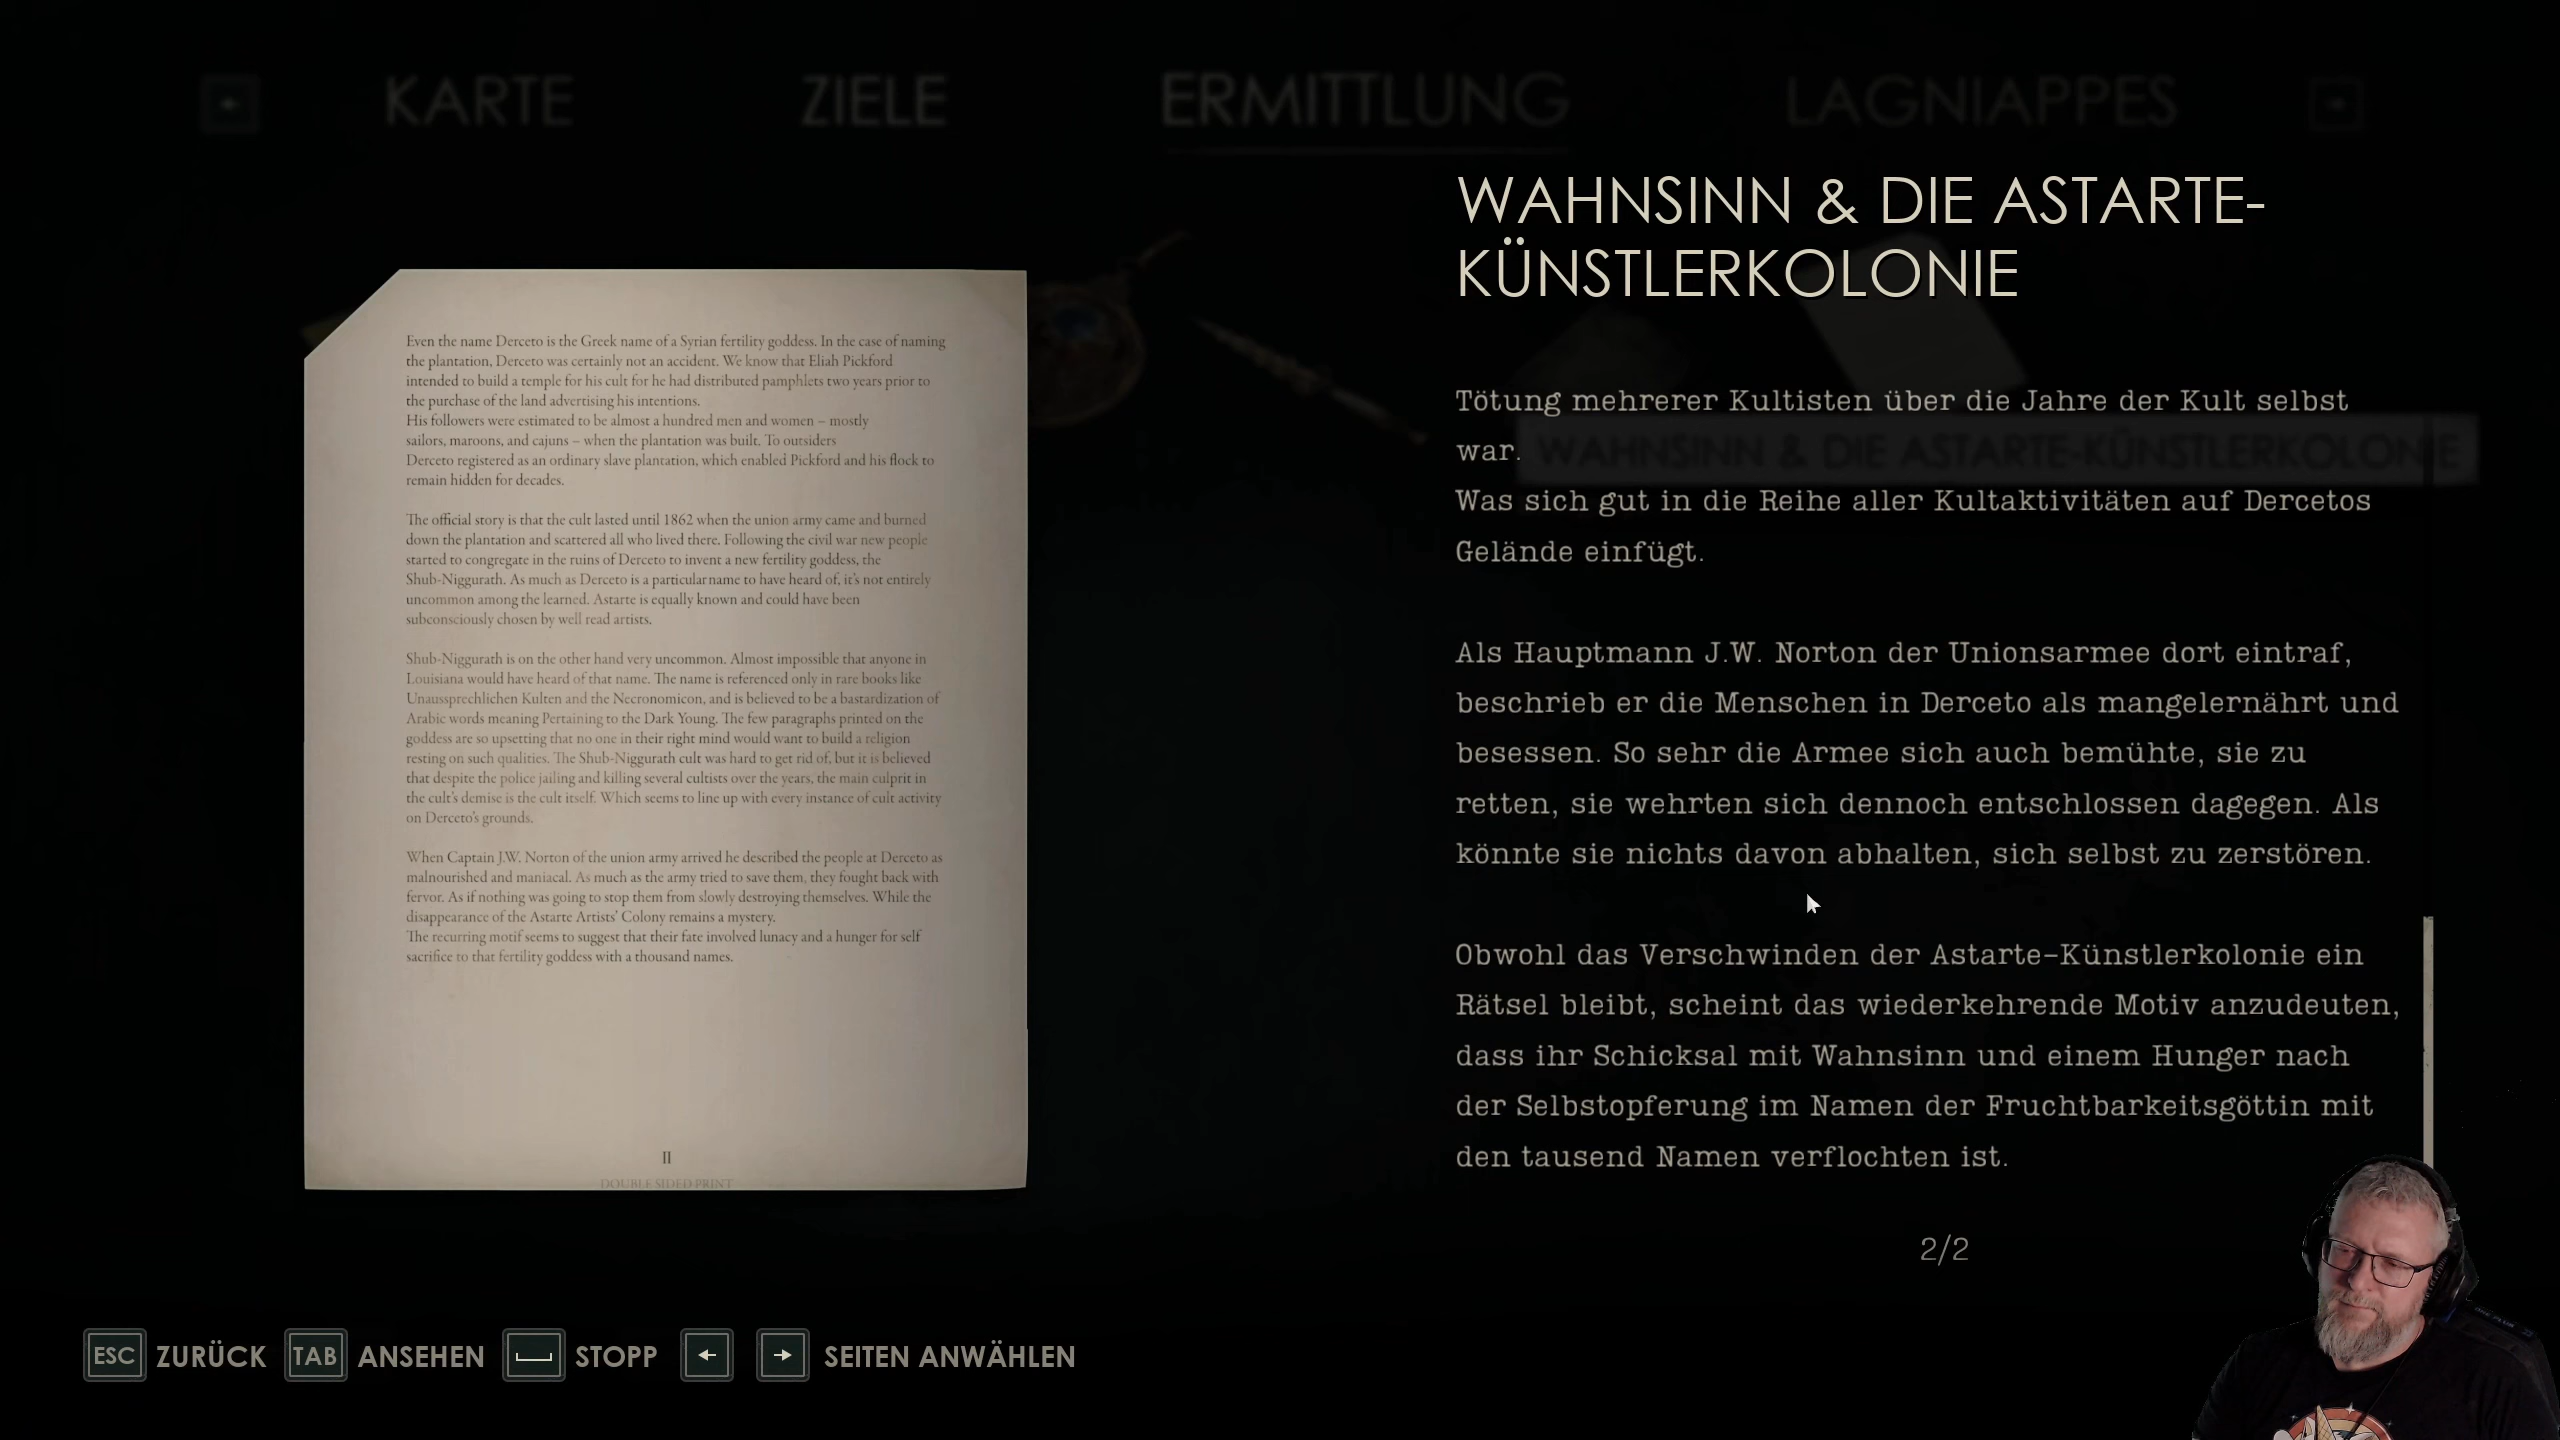 KARTE
ZIELE
ERMITTLUNG
LAGNIAPPES
WAHNSINN & DIE ASTARTE-
KÜNSTLERKOLONIE
Even the name Derceto is the Greek name of a Syrian fertility goddess. In the case of naming
the plantation, Derceto was certainly not an accident. We know that Eliah Pickford
intended to build a temple for his cult for he had distributed pamphlets two years prior to
the purchase of the land advertising his intentions.
His followers were estimated to be almost a hundred men and women – mostly
sailors, maroons, and cajuns – when the plantation was built. To outsiders
Derceto registered as an ordinary slave plantation, which enabled Pickford and his flock to
remain hidden for decades.
The official story is that the cult lasted until 1862 when the union army came and burned
down the plantation and scattered all who lived there. Following the civil war new people
started to congregate in the ruins of Derceto to invent a new fertility goddess, the
Shub-Niggurath. As much as Derceto is a particular name to have heard of, it's not entirely
uncommon among the learned. Astarte is equally known and could have been
subconsciously chosen by well read artists.
Shub-Niggurath is on the other hand very uncommon. Almost impossible that anyone in
Louisiana would have heard of that name. The name is referenced only in rare books like
Unaussprechlichen Kulten and the Necronomicon, and is believed to be a bastardization of
Arabic words meaning Pertaining to the Dark Young. The few paragraphs printed on the
goddess are so upsetting that no one in their right mind would want to build a religion
resting on such qualities. The Shub-Niggurath cult was hard to get rid of, but it is believed
that despite the police jailing and killing several cultists over the years, the main culprit in
the cult's demise is the cult itself. Which seems to line up with every instance of cult activity
on Derceto's grounds.
When Captain J.W. Norton of the union army arrived he described the people at Derceto as
malnourished and maniacal. As much as the army tried to save them, they fought back with
fervor. As if nothing was going to stop them from slowly destroying themselves. While the
disappearance of the Astarte Artists' Colony remains a mystery.
The recurring motif seems to suggest that their fate involved lunacy and a hunger for self
sacrifice to that fertility goddess with a thousand names.
II
DOUBLE SIDED PRINT
Tötung mehrerer Kultisten über die Jahre der Kult selbst
war.
WAHNSINN & DIE ASTARTE-KÜNSTLERKOLONIE
Was sich gut in die Reihe aller Kultaktivitäten auf Dercetos
Gelände einfügt.
Als Hauptmann J.W. Norton der Unionsarmee dort eintraf,
beschrieb er die Menschen in Derceto als mangelernährt und
besessen. So sehr die Armee sich auch bemühte, sie zu
retten, sie wehrten sich dennoch entschlossen dagegen. Als
könnte sie nichts davon abhalten, sich selbst zu zerstören.
Obwohl das Verschwinden der Astarte-Künstlerkolonie ein
Rätsel bleibt, scheint das wiederkehrende Motiv anzudeuten,
dass ihr Schicksal mit Wahnsinn und einem Hunger nach
der Selbstopferung im Namen der Fruchtbarkeitsgöttin mit
den tausend Namen verflochten ist.
2/2
ESC ZURÜCK TAB ANSEHEN STOPP ← → SEITEN ANWÄHLEN